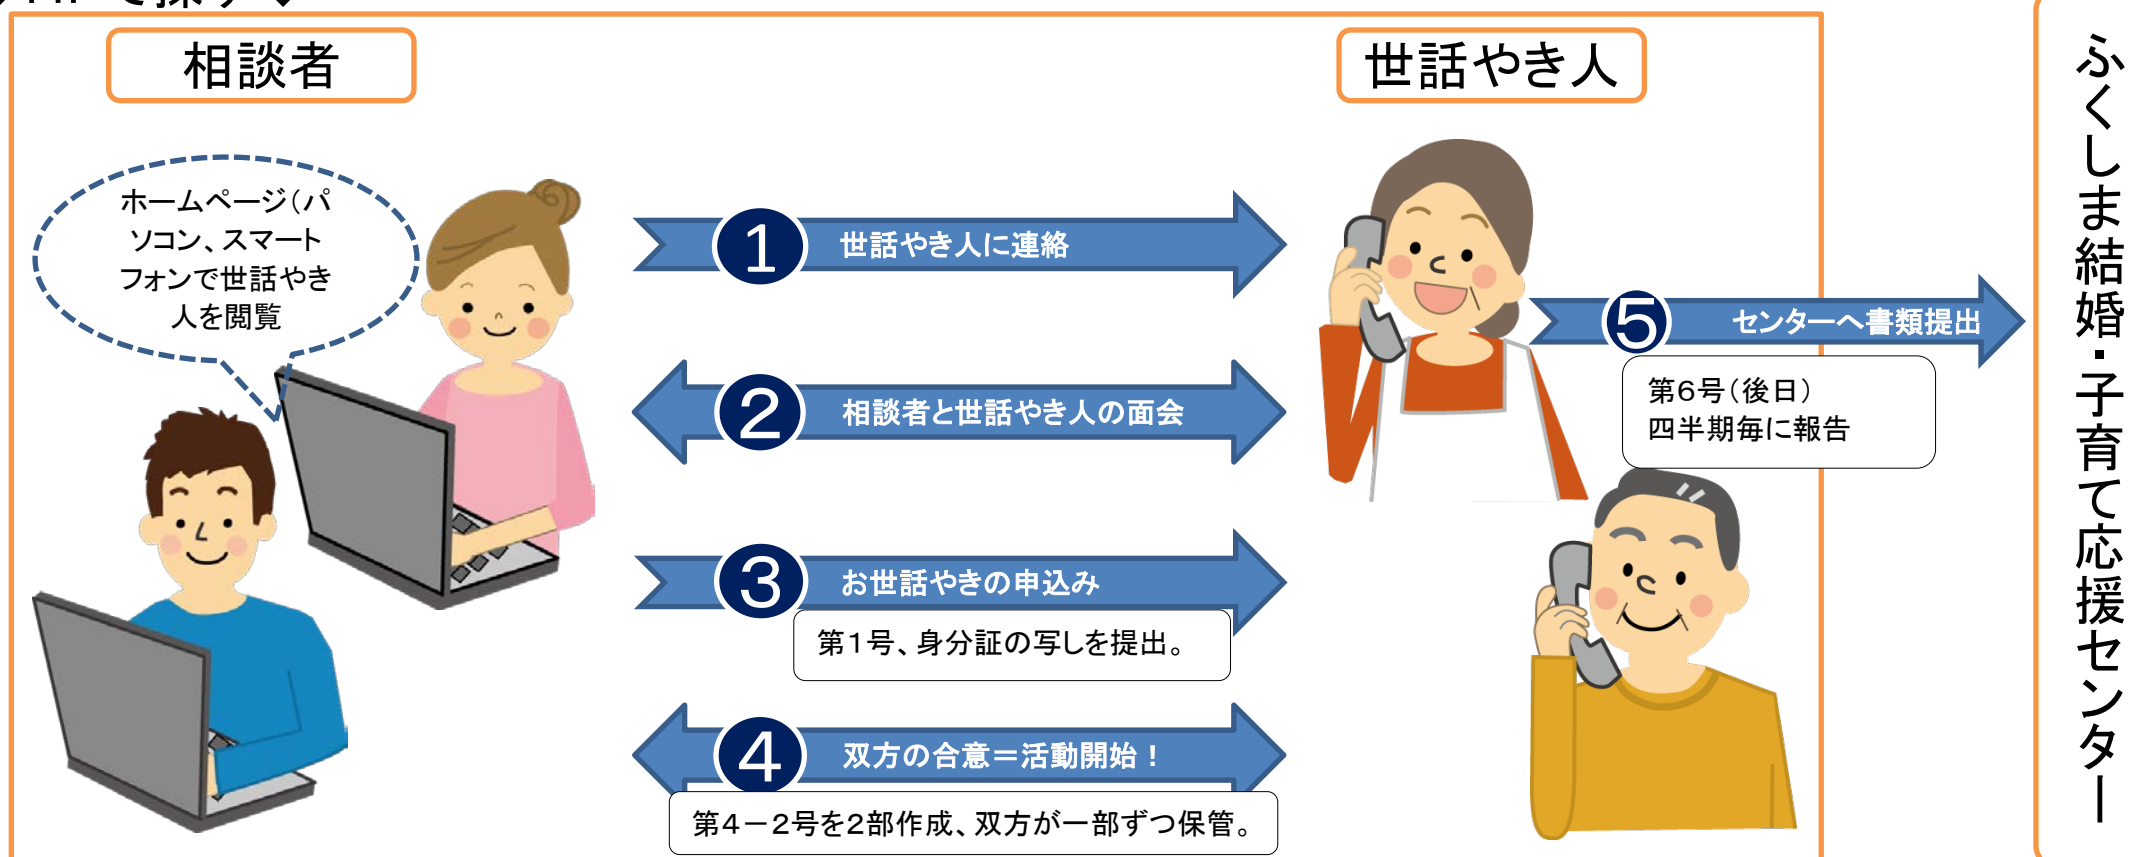 で探す
相談者
世話やき人
ホームページ（パ
ソコン、スマート
フォンで世話やき
人を閲覧
1 世話やき人に連絡
2 相談者と世話やき人の面会
3 お世話やきの申込み
第1号、身分証の写しを提出。
4 双方の合意＝活動開始！
第4－2号を2部作成、双方が一部ずつ保管。
5 センターへ書類提出
第6号（後日）
四半期毎に報告
ふくしま結婚・子育て応援センター